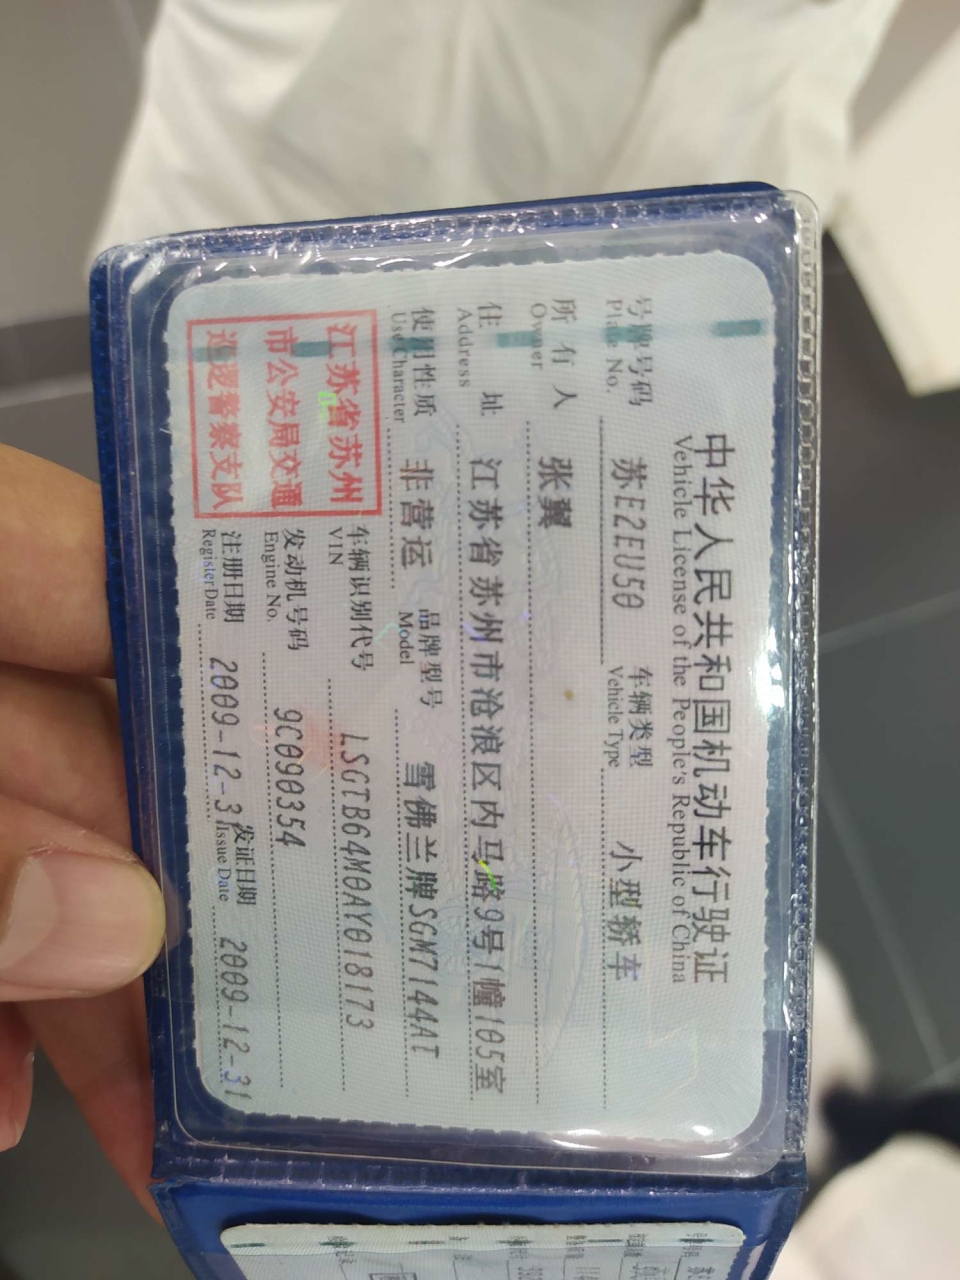 中华人民共和国机动车行驶证
Vehicle License of the People's Republic of China
号牌号码 苏E2EU50 车辆类型 小型轿车
Plate No. Vehicle Type
所有人 张翼
Owner
住址 江苏省苏州市沧浪区内马路9号1幢105室
Address
使用性质 非营运 品牌型号 雪佛兰牌SGM7144AT
Use Character Model
江苏省苏州
市公安局交通
巡逻警察支队
车辆识别代号 LSGTB64M0AY018173
VIN
发动机号码 9C090354
Engine No.
注册日期 2009-12-31 发证日期 2009-12-31
Register Date Issue Date